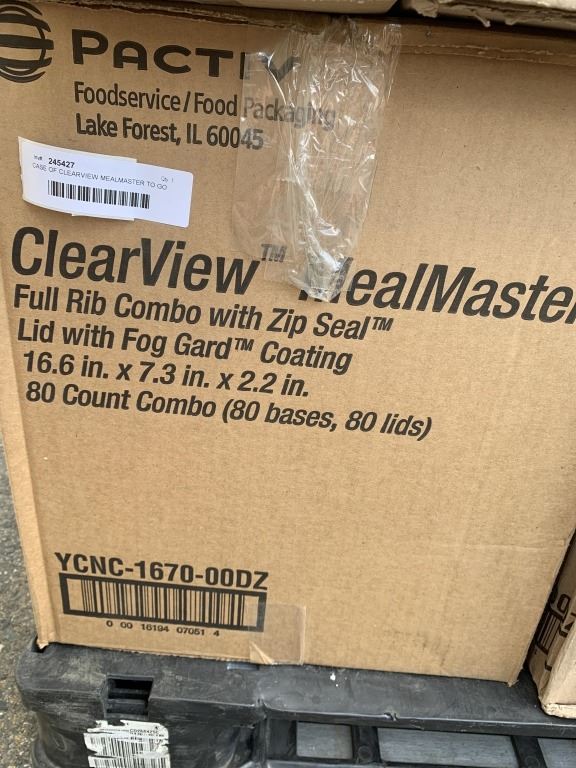 PACTIV
Foodservice/Food Packaging
Lake Forest, IL 60045
245427
CASE OF CLEARVIEW MEALMASTER TO GO
ClearView™ MealMaster
Full Rib Combo with Zip Seal™
Lid with Fog Gard™ Coating
16.6 in. x 7.3 in. x 2.2 in.
80 Count Combo (80 bases, 80 lids)
YCNC-1670-00DZ
0 00 16194 07051 4